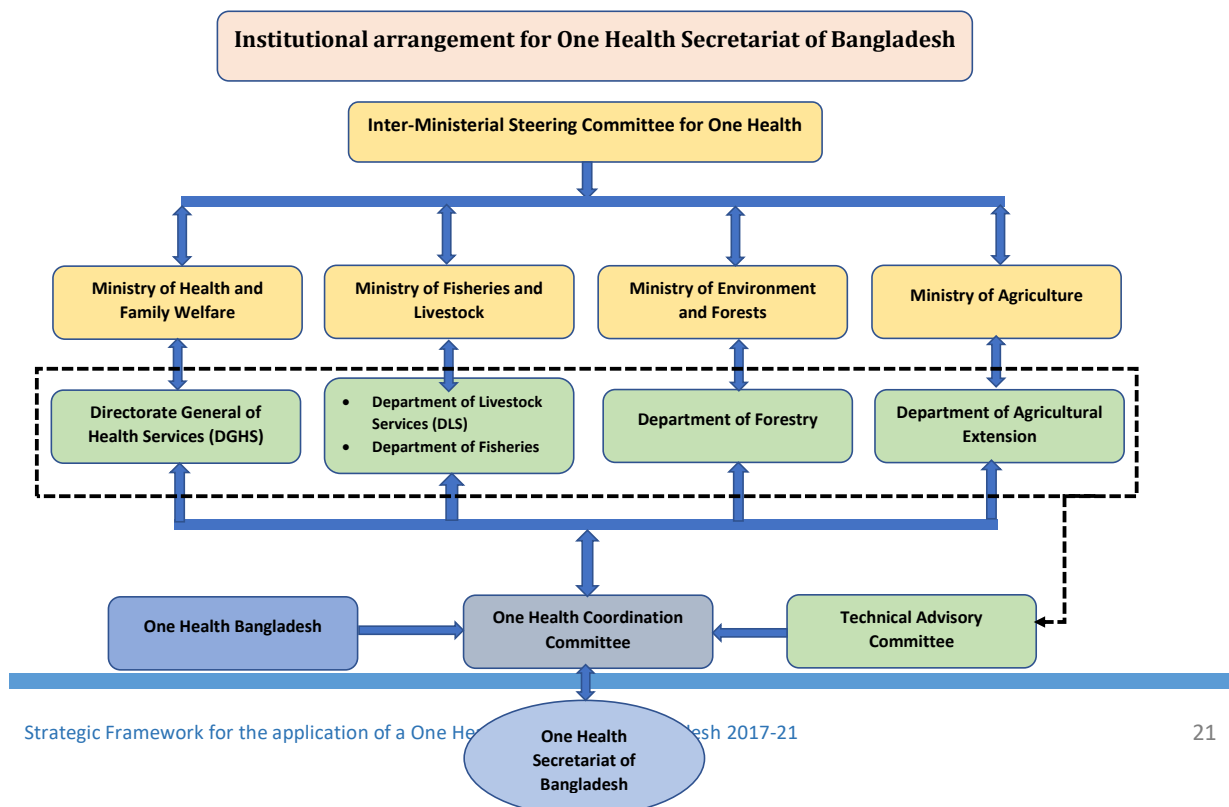 Institutional arrangement for One Health Secretariat of Bangladesh
Inter-Ministerial Steering Committee for One Health
Ministry of Health and
Family Welfare
Ministry of Fisheries and
Livestock
Ministry of Environment
and Forests
Ministry of Agriculture
Directorate General of
Health Services (DGHS)
• Department of Livestock
Services (DLS)
• Department of Fisheries
Department of Forestry
Department of Agricultural
Extension
One Health Bangladesh
One Health Coordination
Committee
Technical Advisory
Committee
Strategic Framework for the application of a One He
esh 2017-21
21
One Health
Secretariat of
Bangladesh